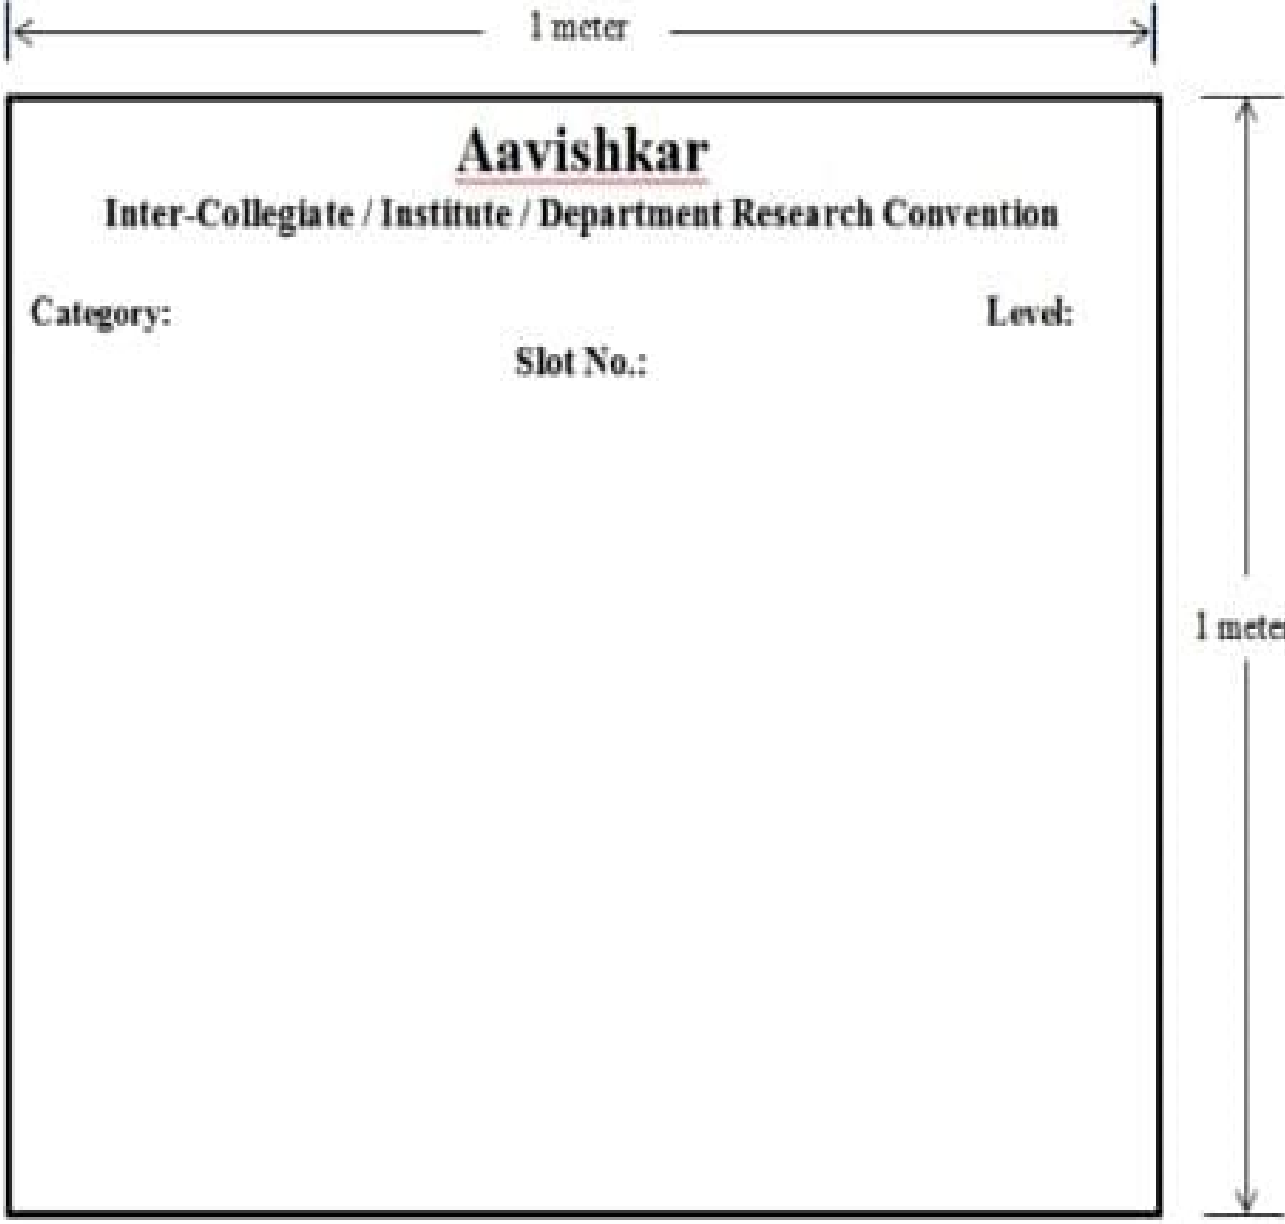 1 meter
Aavishkar
Inter-Collegiate / Institute / Department Research Convention
Category: Level:
Slot No.:
1 meter